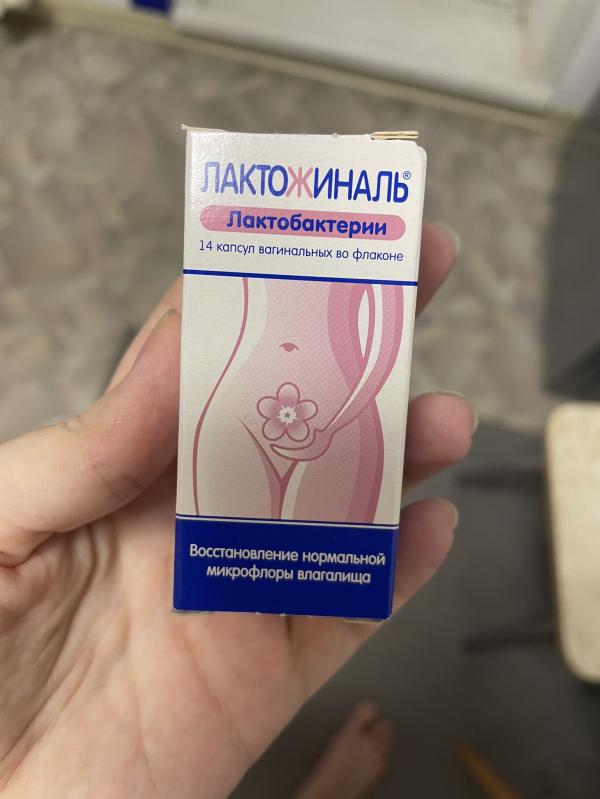 ЛАКТОЖИНАЛЬ®
Лактобактерии
14 капсул вагинальных во флаконе
Восстановление нормальной
микрофлоры влагалища